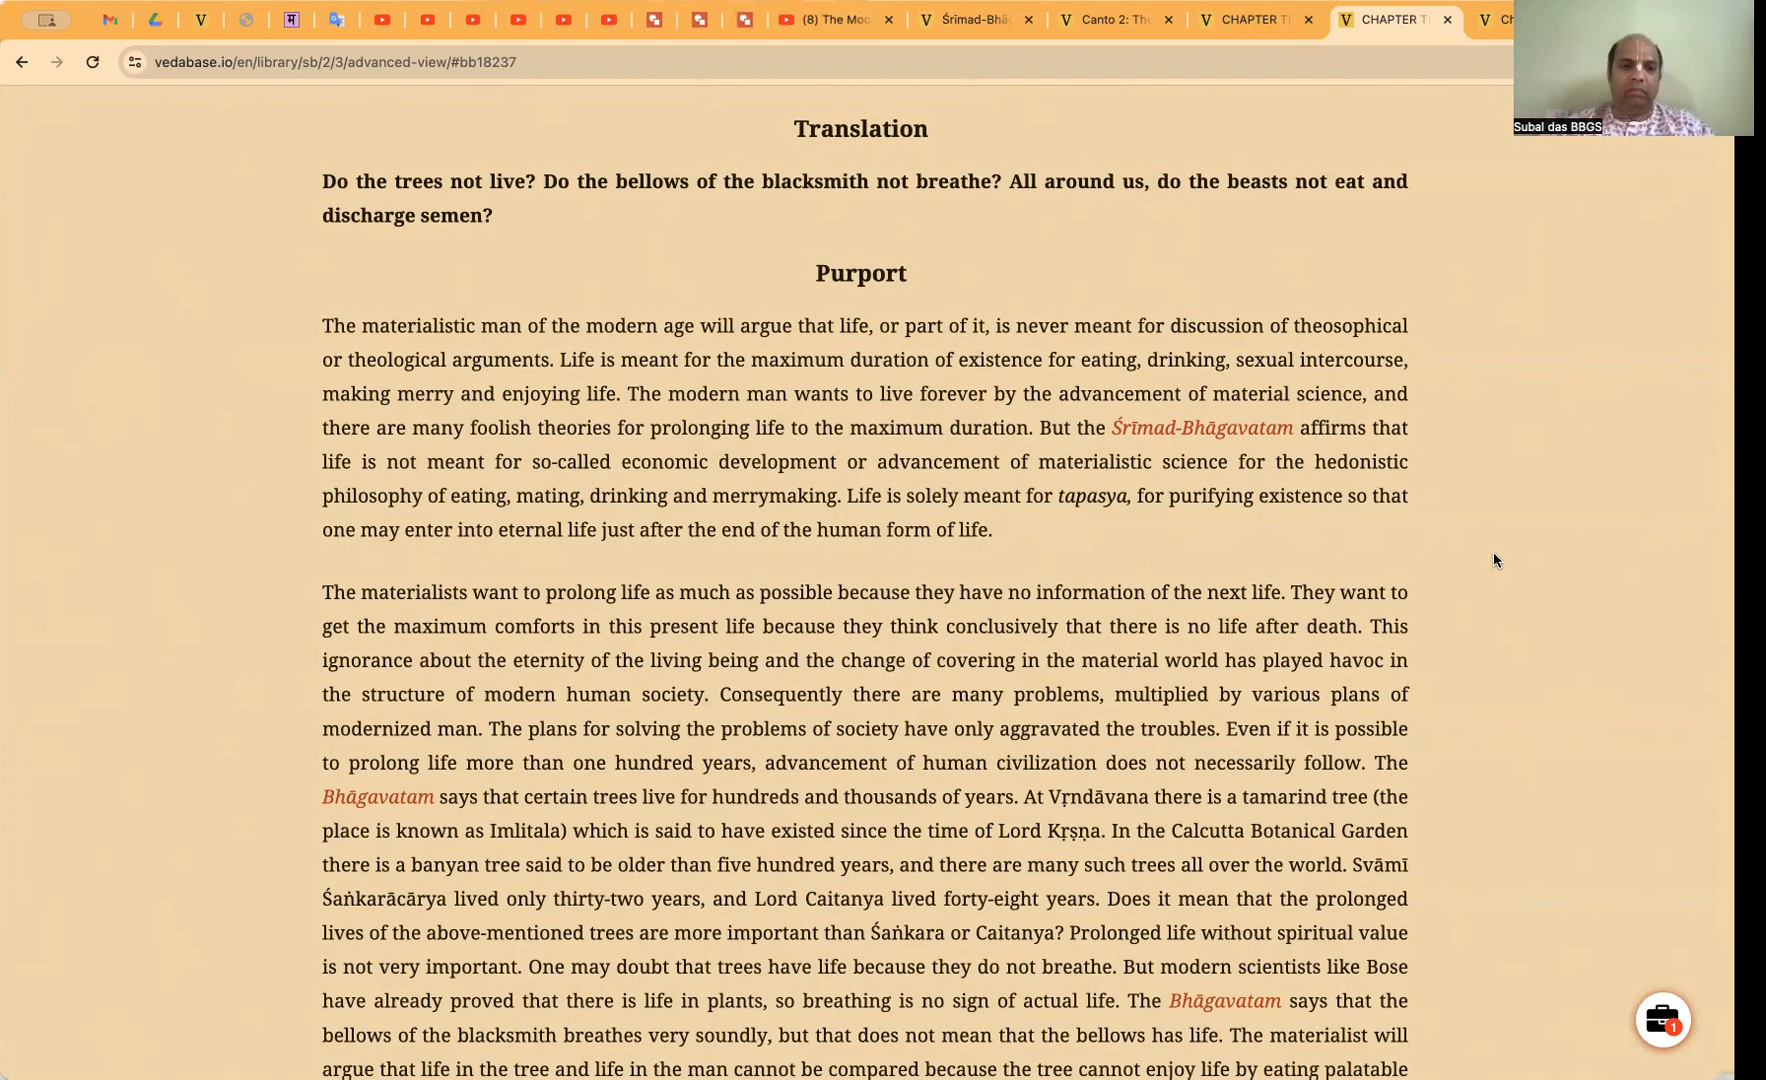 (8) The Moo
Śrīmad-Bhāg
Canto 2: The
CHAPTER T
CHAPTER T
Ch
vedabase.io/en/library/sb/2/3/advanced-view/#bb18237
Subal das BBGS
Translation
Do the trees not live? Do the bellows of the blacksmith not breathe? All around us, do the beasts not eat and
discharge semen?
Purport
The materialistic man of the modern age will argue that life, or part of it, is never meant for discussion of theosophical
or theological arguments. Life is meant for the maximum duration of existence for eating, drinking, sexual intercourse,
making merry and enjoying life. The modern man wants to live forever by the advancement of material science, and
there are many foolish theories for prolonging life to the maximum duration. But the Śrīmad-Bhāgavatam affirms that
life is not meant for so-called economic development or advancement of materialistic science for the hedonistic
philosophy of eating, mating, drinking and merrymaking. Life is solely meant for tapasya, for purifying existence so that
one may enter into eternal life just after the end of the human form of life.
The materialists want to prolong life as much as possible because they have no information of the next life. They want to
get the maximum comforts in this present life because they think conclusively that there is no life after death. This
ignorance about the eternity of the living being and the change of covering in the material world has played havoc in
the structure of modern human society. Consequently there are many problems, multiplied by various plans of
modernized man. The plans for solving the problems of society have only aggravated the troubles. Even if it is possible
to prolong life more than one hundred years, advancement of human civilization does not necessarily follow. The
Bhāgavatam says that certain trees live for hundreds and thousands of years. At Vṛndāvana there is a tamarind tree (the
place is known as Imlitala) which is said to have existed since the time of Lord Kṛṣṇa. In the Calcutta Botanical Garden
there is a banyan tree said to be older than five hundred years, and there are many such trees all over the world. Svāmī
Śaṅkarācārya lived only thirty-two years, and Lord Caitanya lived forty-eight years. Does it mean that the prolonged
lives of the above-mentioned trees are more important than Śaṅkara or Caitanya? Prolonged life without spiritual value
is not very important. One may doubt that trees have life because they do not breathe. But modern scientists like Bose
have already proved that there is life in plants, so breathing is no sign of actual life. The Bhāgavatam says that the
bellows of the blacksmith breathes very soundly, but that does not mean that the bellows has life. The materialist will
argue that life in the tree and life in the man cannot be compared because the tree cannot enjoy life by eating palatable
1